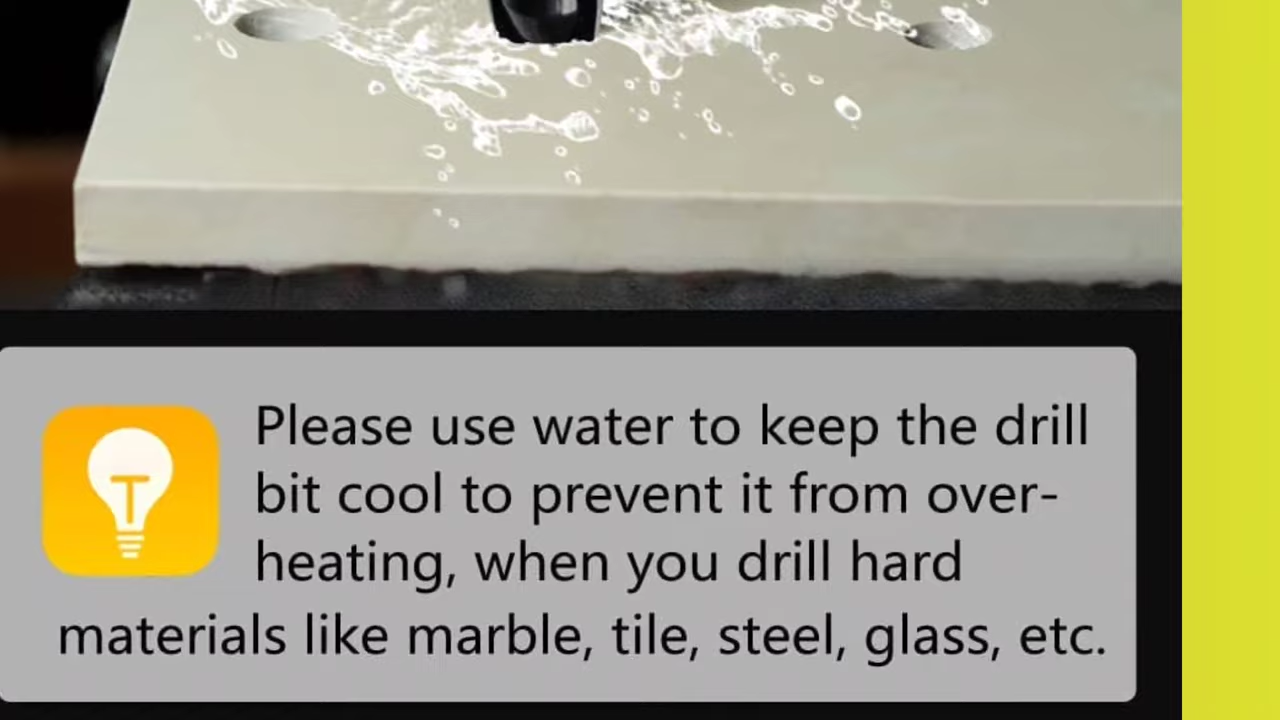 Please use water to keep the drill
bit cool to prevent it from over-
heating, when you drill hard
materials like marble, tile, steel, glass, etc.